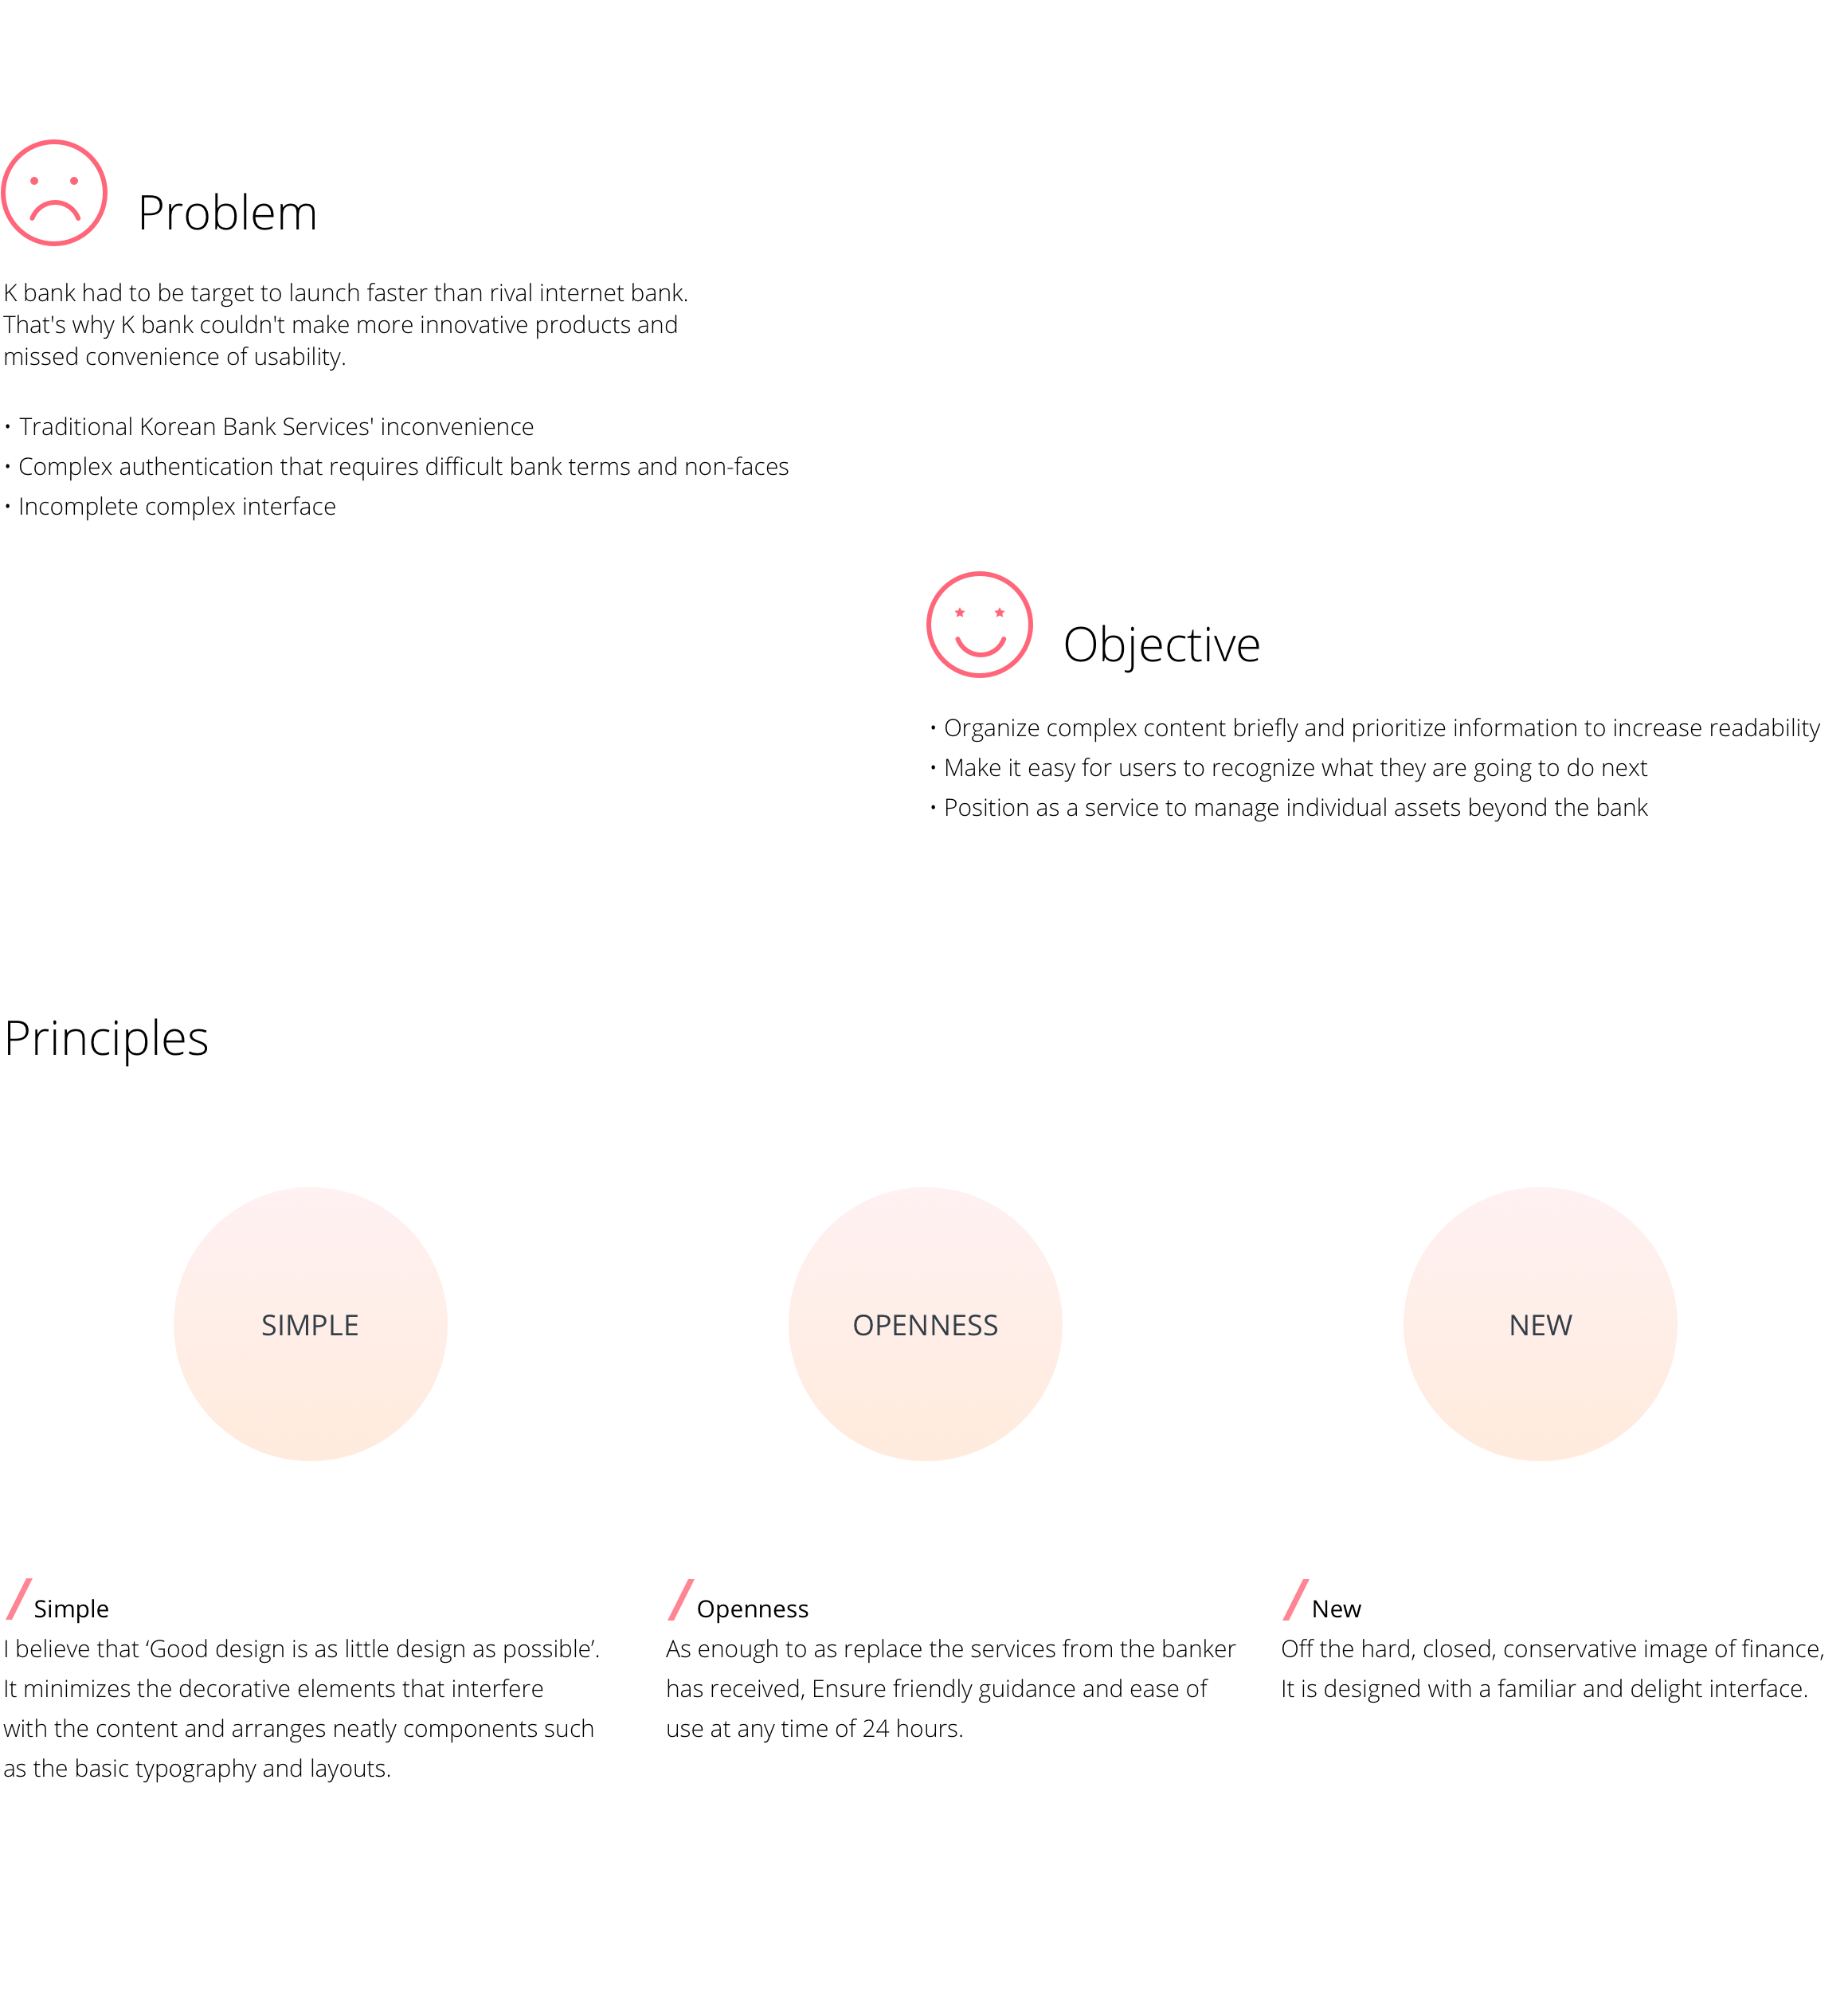 Problem
K bank had to be target to launch faster than rival internet bank.
That's why K bank couldn't make more innovative products and
missed convenience of usability.
• Traditional Korean Bank Services' inconvenience
• Complex authentication that requires difficult bank terms and non-faces
• Incomplete complex interface
Objective
• Organize complex content briefly and prioritize information to increase readability
• Make it easy for users to recognize what they are going to do next
• Position as a service to manage individual assets beyond the bank
Principles
SIMPLE
OPENNESS
NEW
/ Simple
I believe that ‘Good design is as little design as possible’.
It minimizes the decorative elements that interfere
with the content and arranges neatly components such
as the basic typography and layouts.
/ Openness
As enough to as replace the services from the banker
has received, Ensure friendly guidance and ease of
use at any time of 24 hours.
/ New
Off the hard, closed, conservative image of finance,
It is designed with a familiar and delight interface.